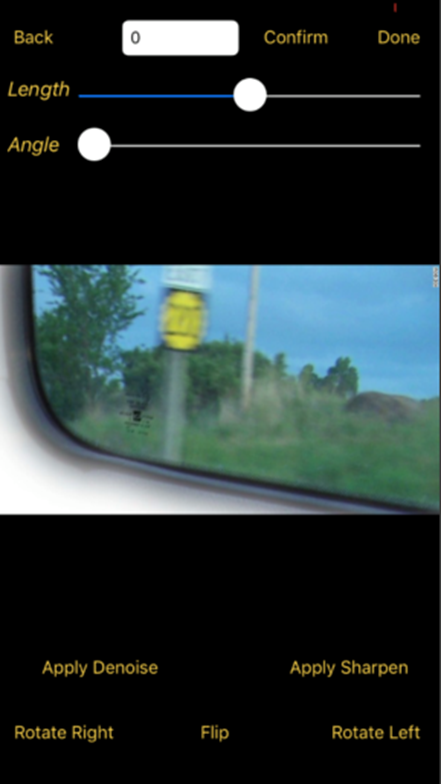 Back 0 Confirm Done
Length
Angle
Apply Denoise Apply Sharpen
Rotate Right Flip Rotate Left